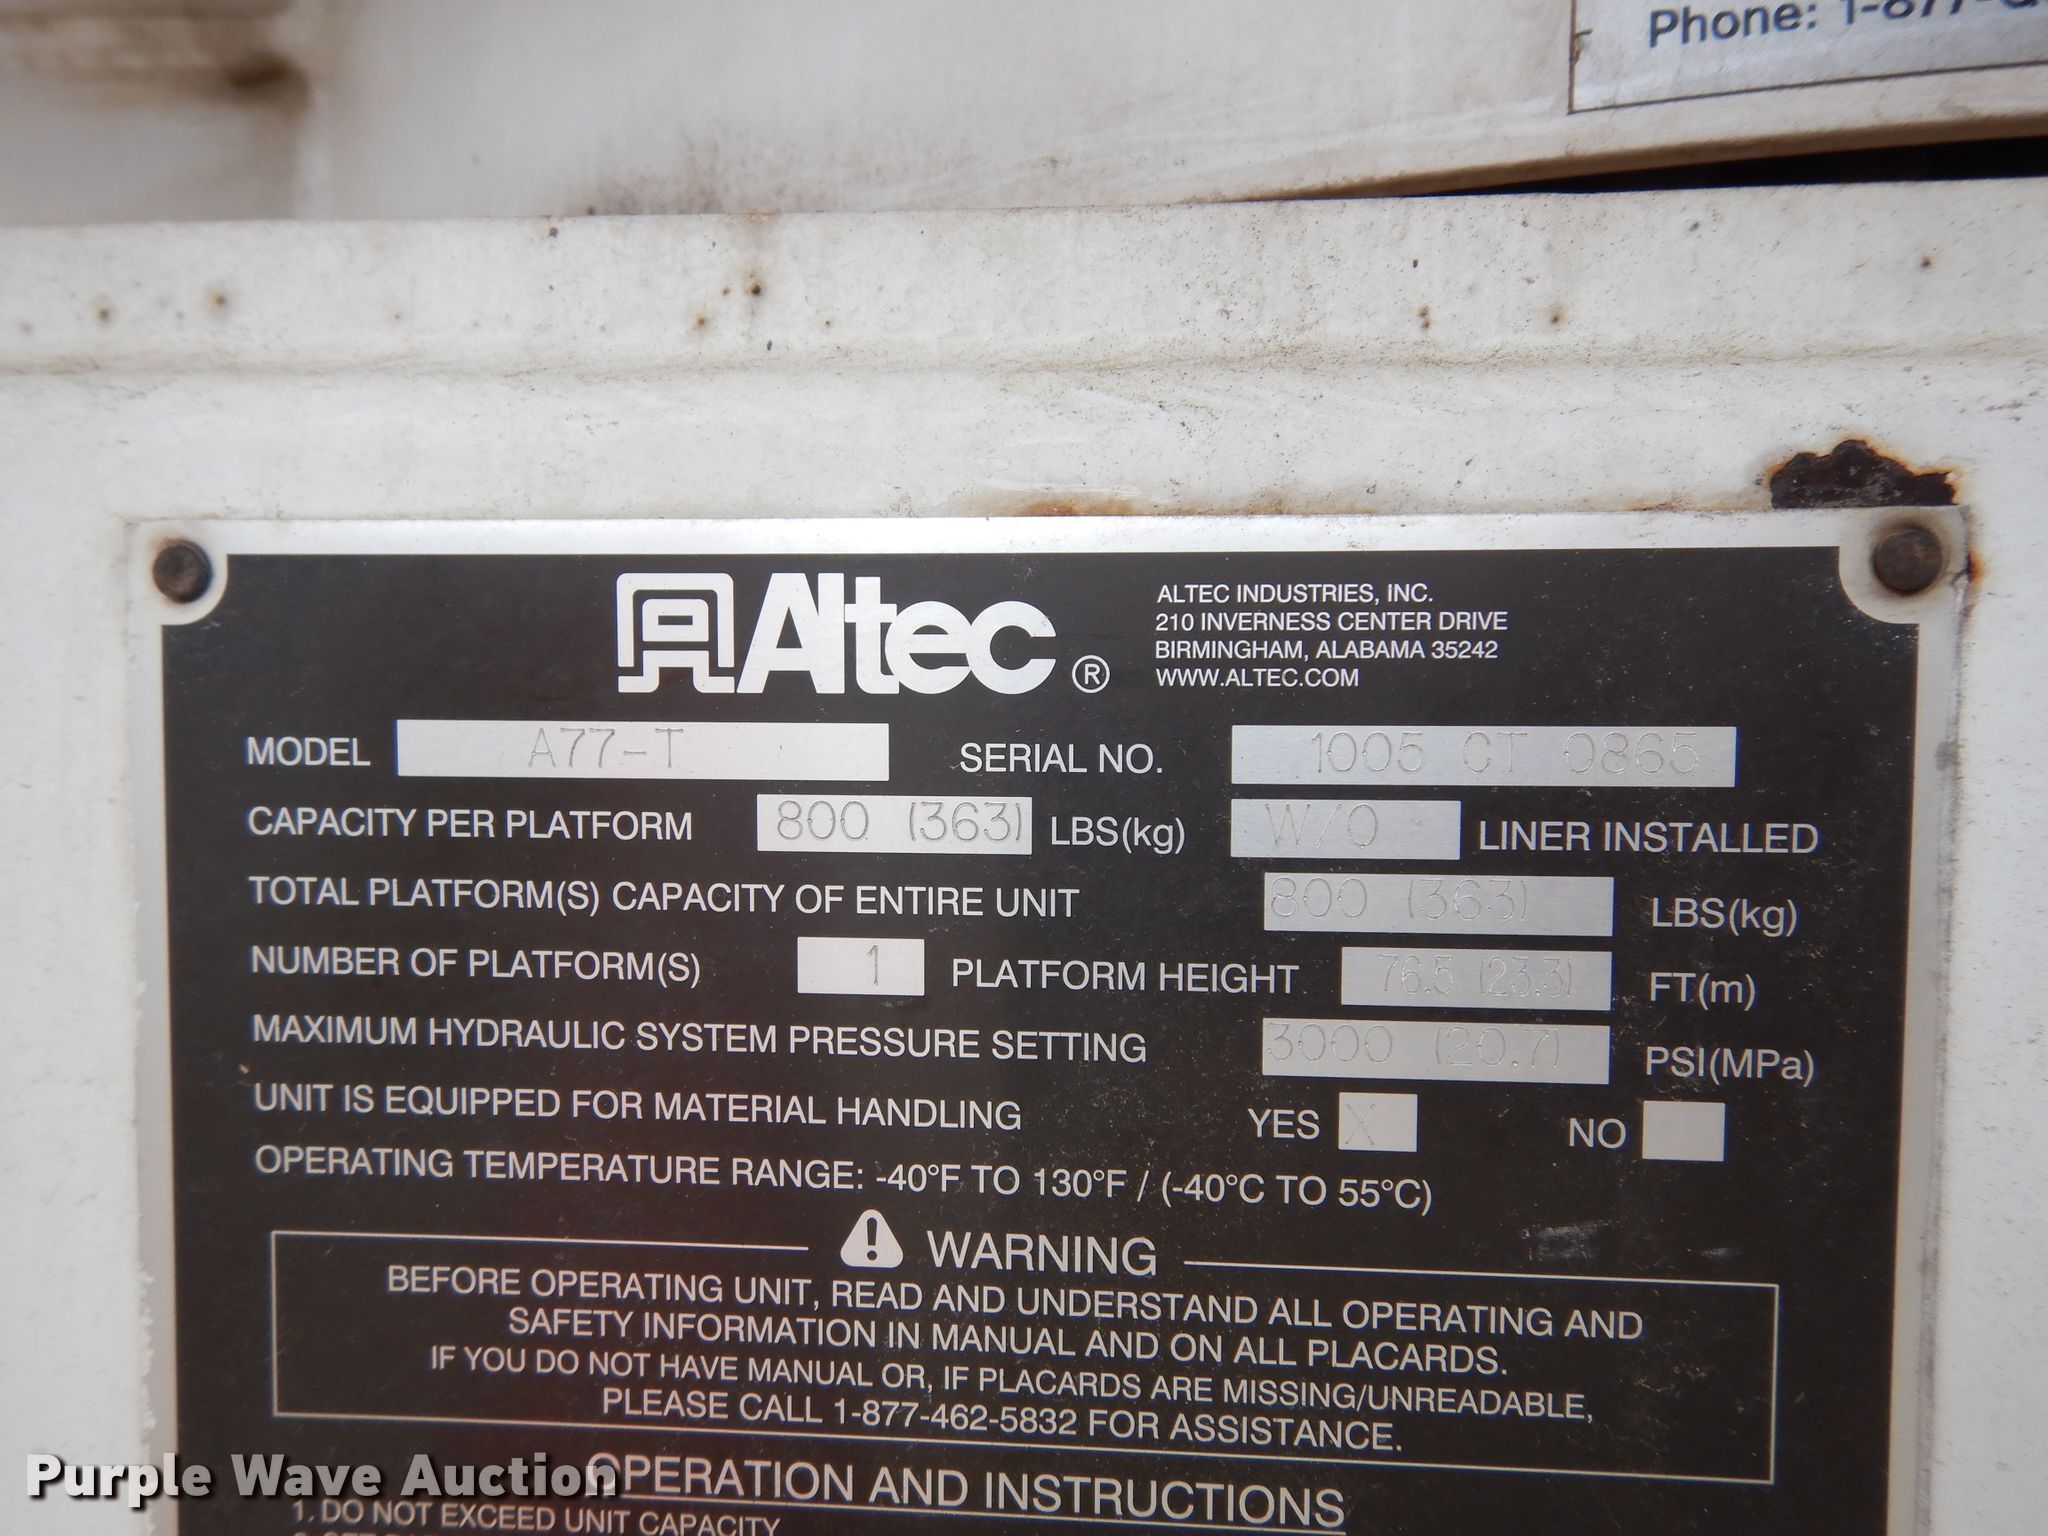 Phone: 1-877-
Altec®
ALTEC INDUSTRIES, INC.
210 INVERNESS CENTER DRIVE
BIRMINGHAM, ALABAMA 35242
WWW.ALTEC.COM
MODEL A77-T SERIAL NO. 1005 CT 0865
CAPACITY PER PLATFORM 800 (363) LBS(kg) W/O LINER INSTALLED
TOTAL PLATFORM(S) CAPACITY OF ENTIRE UNIT 800 (363) LBS(kg)
NUMBER OF PLATFORM(S) 1 PLATFORM HEIGHT 76.5 (23.3) FT(m)
MAXIMUM HYDRAULIC SYSTEM PRESSURE SETTING 3000 (20.7) PSI(MPa)
UNIT IS EQUIPPED FOR MATERIAL HANDLING YES X NO
OPERATING TEMPERATURE RANGE: -40°F TO 130°F / (-40°C TO 55°C)
WARNING
BEFORE OPERATING UNIT, READ AND UNDERSTAND ALL OPERATING AND
SAFETY INFORMATION IN MANUAL AND ON ALL PLACARDS.
IF YOU DO NOT HAVE MANUAL OR, IF PLACARDS ARE MISSING/UNREADABLE,
PLEASE CALL 1-877-462-5832 FOR ASSISTANCE.
OPERATION AND INSTRUCTIONS
1. DO NOT EXCEED UNIT CAPACITY
Purple Wave Auction